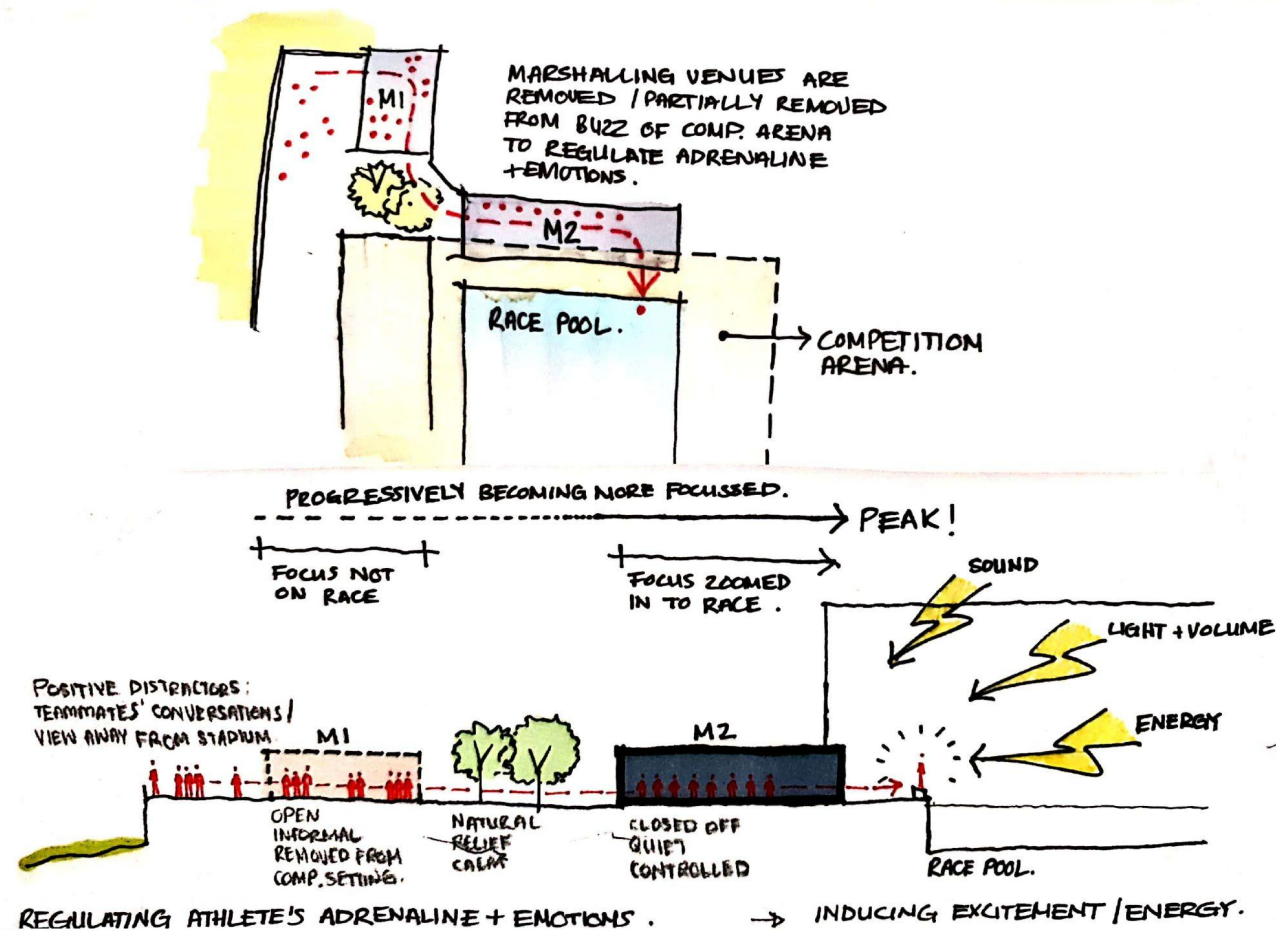 MARSHALLING VENUES ARE
REMOVED / PARTIALLY REMOVED
FROM BUZZ OF COMP. ARENA
TO REGULATE ADRENALINE
+ EMOTIONS.
M1
M2
RACE POOL.
COMPETITION
ARENA.
PROGRESSIVELY BECOMING MORE FOCUSSED.
PEAK!
FOCUS NOT
ON RACE
FOCUS ZOOMED
IN TO RACE.
SOUND
LIGHT + VOLUME
ENERGY
POSITIVE DISTRACTORS:
TEAMMATES' CONVERSATIONS /
VIEW AWAY FROM STADIUM.
M1
M2
OPEN
INFORMAL
REMOVED FROM
COMP. SETTING.
NATURAL
RELIEF
CALM
CLOSED OFF
QUIET
CONTROLLED
RACE POOL.
REGULATING ATHLETE'S ADRENALINE + EMOTIONS. → INDUCING EXCITEMENT / ENERGY.